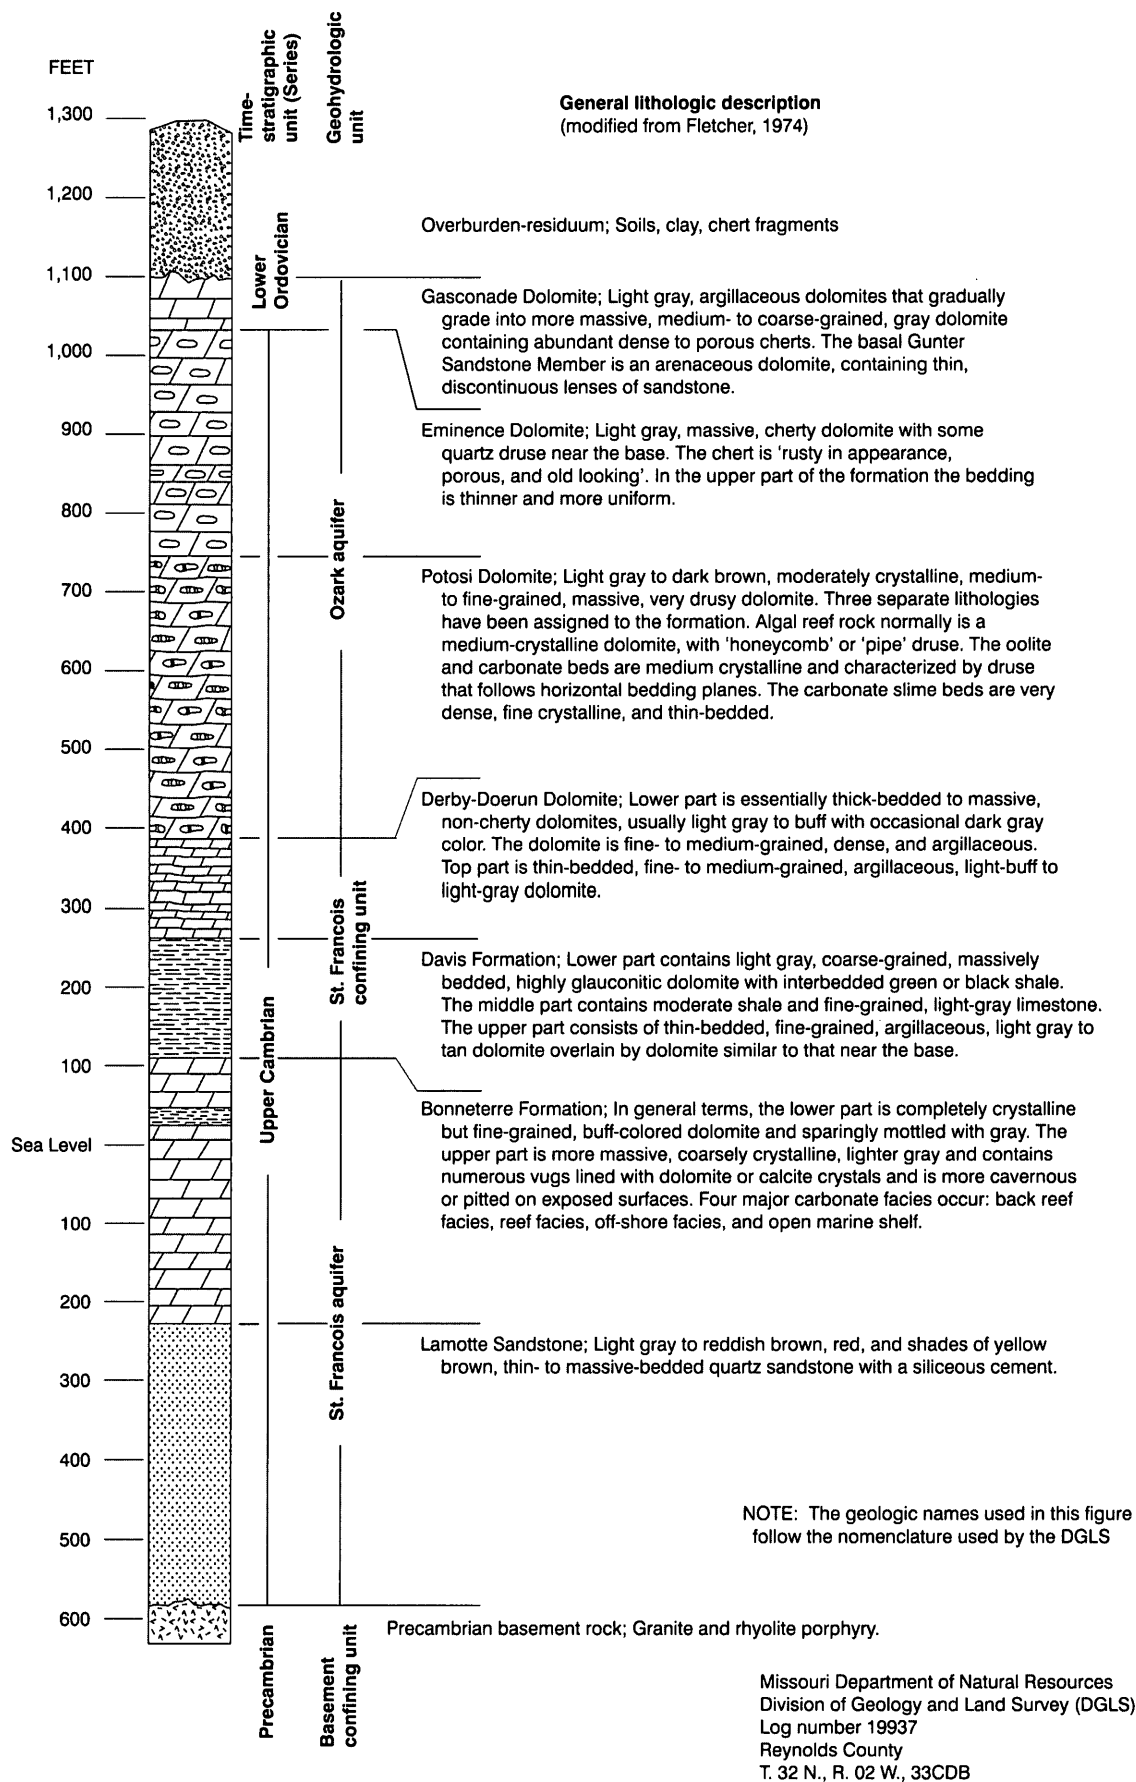 FEET
Time-
stratigraphic
unit (Series)
Geohydrologic
unit
General lithologic description
(modified from Fletcher, 1974)
1,300
1,200
1,100
1,000
900
800
700
600
500
400
300
200
100
Sea Level
100
200
300
400
500
600
Lower
Ordovician
Upper Cambrian
Precambrian
Ozark aquifer
St. Francois
confining unit
St. Francois aquifer
Basement
confining unit
Overburden-residuum; Soils, clay, chert fragments
Gasconade Dolomite; Light gray, argillaceous dolomites that gradually
grade into more massive, medium- to coarse-grained, gray dolomite
containing abundant dense to porous cherts. The basal Gunter
Sandstone Member is an arenaceous dolomite, containing thin,
discontinuous lenses of sandstone.
Eminence Dolomite; Light gray, massive, cherty dolomite with some
quartz druse near the base. The chert is 'rusty in appearance,
porous, and old looking'. In the upper part of the formation the bedding
is thinner and more uniform.
Potosi Dolomite; Light gray to dark brown, moderately crystalline, medium-
to fine-grained, massive, very drusy dolomite. Three separate lithologies
have been assigned to the formation. Algal reef rock normally is a
medium-crystalline dolomite, with 'honeycomb' or 'pipe' druse. The oolite
and carbonate beds are medium crystalline and characterized by druse
that follows horizontal bedding planes. The carbonate slime beds are very
dense, fine crystalline, and thin-bedded.
Derby-Doerun Dolomite; Lower part is essentially thick-bedded to massive,
non-cherty dolomites, usually light gray to buff with occasional dark gray
color. The dolomite is fine- to medium-grained, dense, and argillaceous.
Top part is thin-bedded, fine- to medium-grained, argillaceous, light-buff to
light-gray dolomite.
Davis Formation; Lower part contains light gray, coarse-grained, massively
bedded, highly glauconitic dolomite with interbedded green or black shale.
The middle part contains moderate shale and fine-grained, light-gray limestone.
The upper part consists of thin-bedded, fine-grained, argillaceous, light gray to
tan dolomite overlain by dolomite similar to that near the base.
Bonneterre Formation; In general terms, the lower part is completely crystalline
but fine-grained, buff-colored dolomite and sparingly mottled with gray. The
upper part is more massive, coarsely crystalline, lighter gray and contains
numerous vugs lined with dolomite or calcite crystals and is more cavernous
or pitted on exposed surfaces. Four major carbonate facies occur: back reef
facies, reef facies, off-shore facies, and open marine shelf.
Lamotte Sandstone; Light gray to reddish brown, red, and shades of yellow
brown, thin- to massive-bedded quartz sandstone with a siliceous cement.
NOTE: The geologic names used in this figure
follow the nomenclature used by the DGLS
Precambrian basement rock; Granite and rhyolite porphyry.
Missouri Department of Natural Resources
Division of Geology and Land Survey (DGLS)
Log number 19937
Reynolds County
T. 32 N., R. 02 W., 33CDB